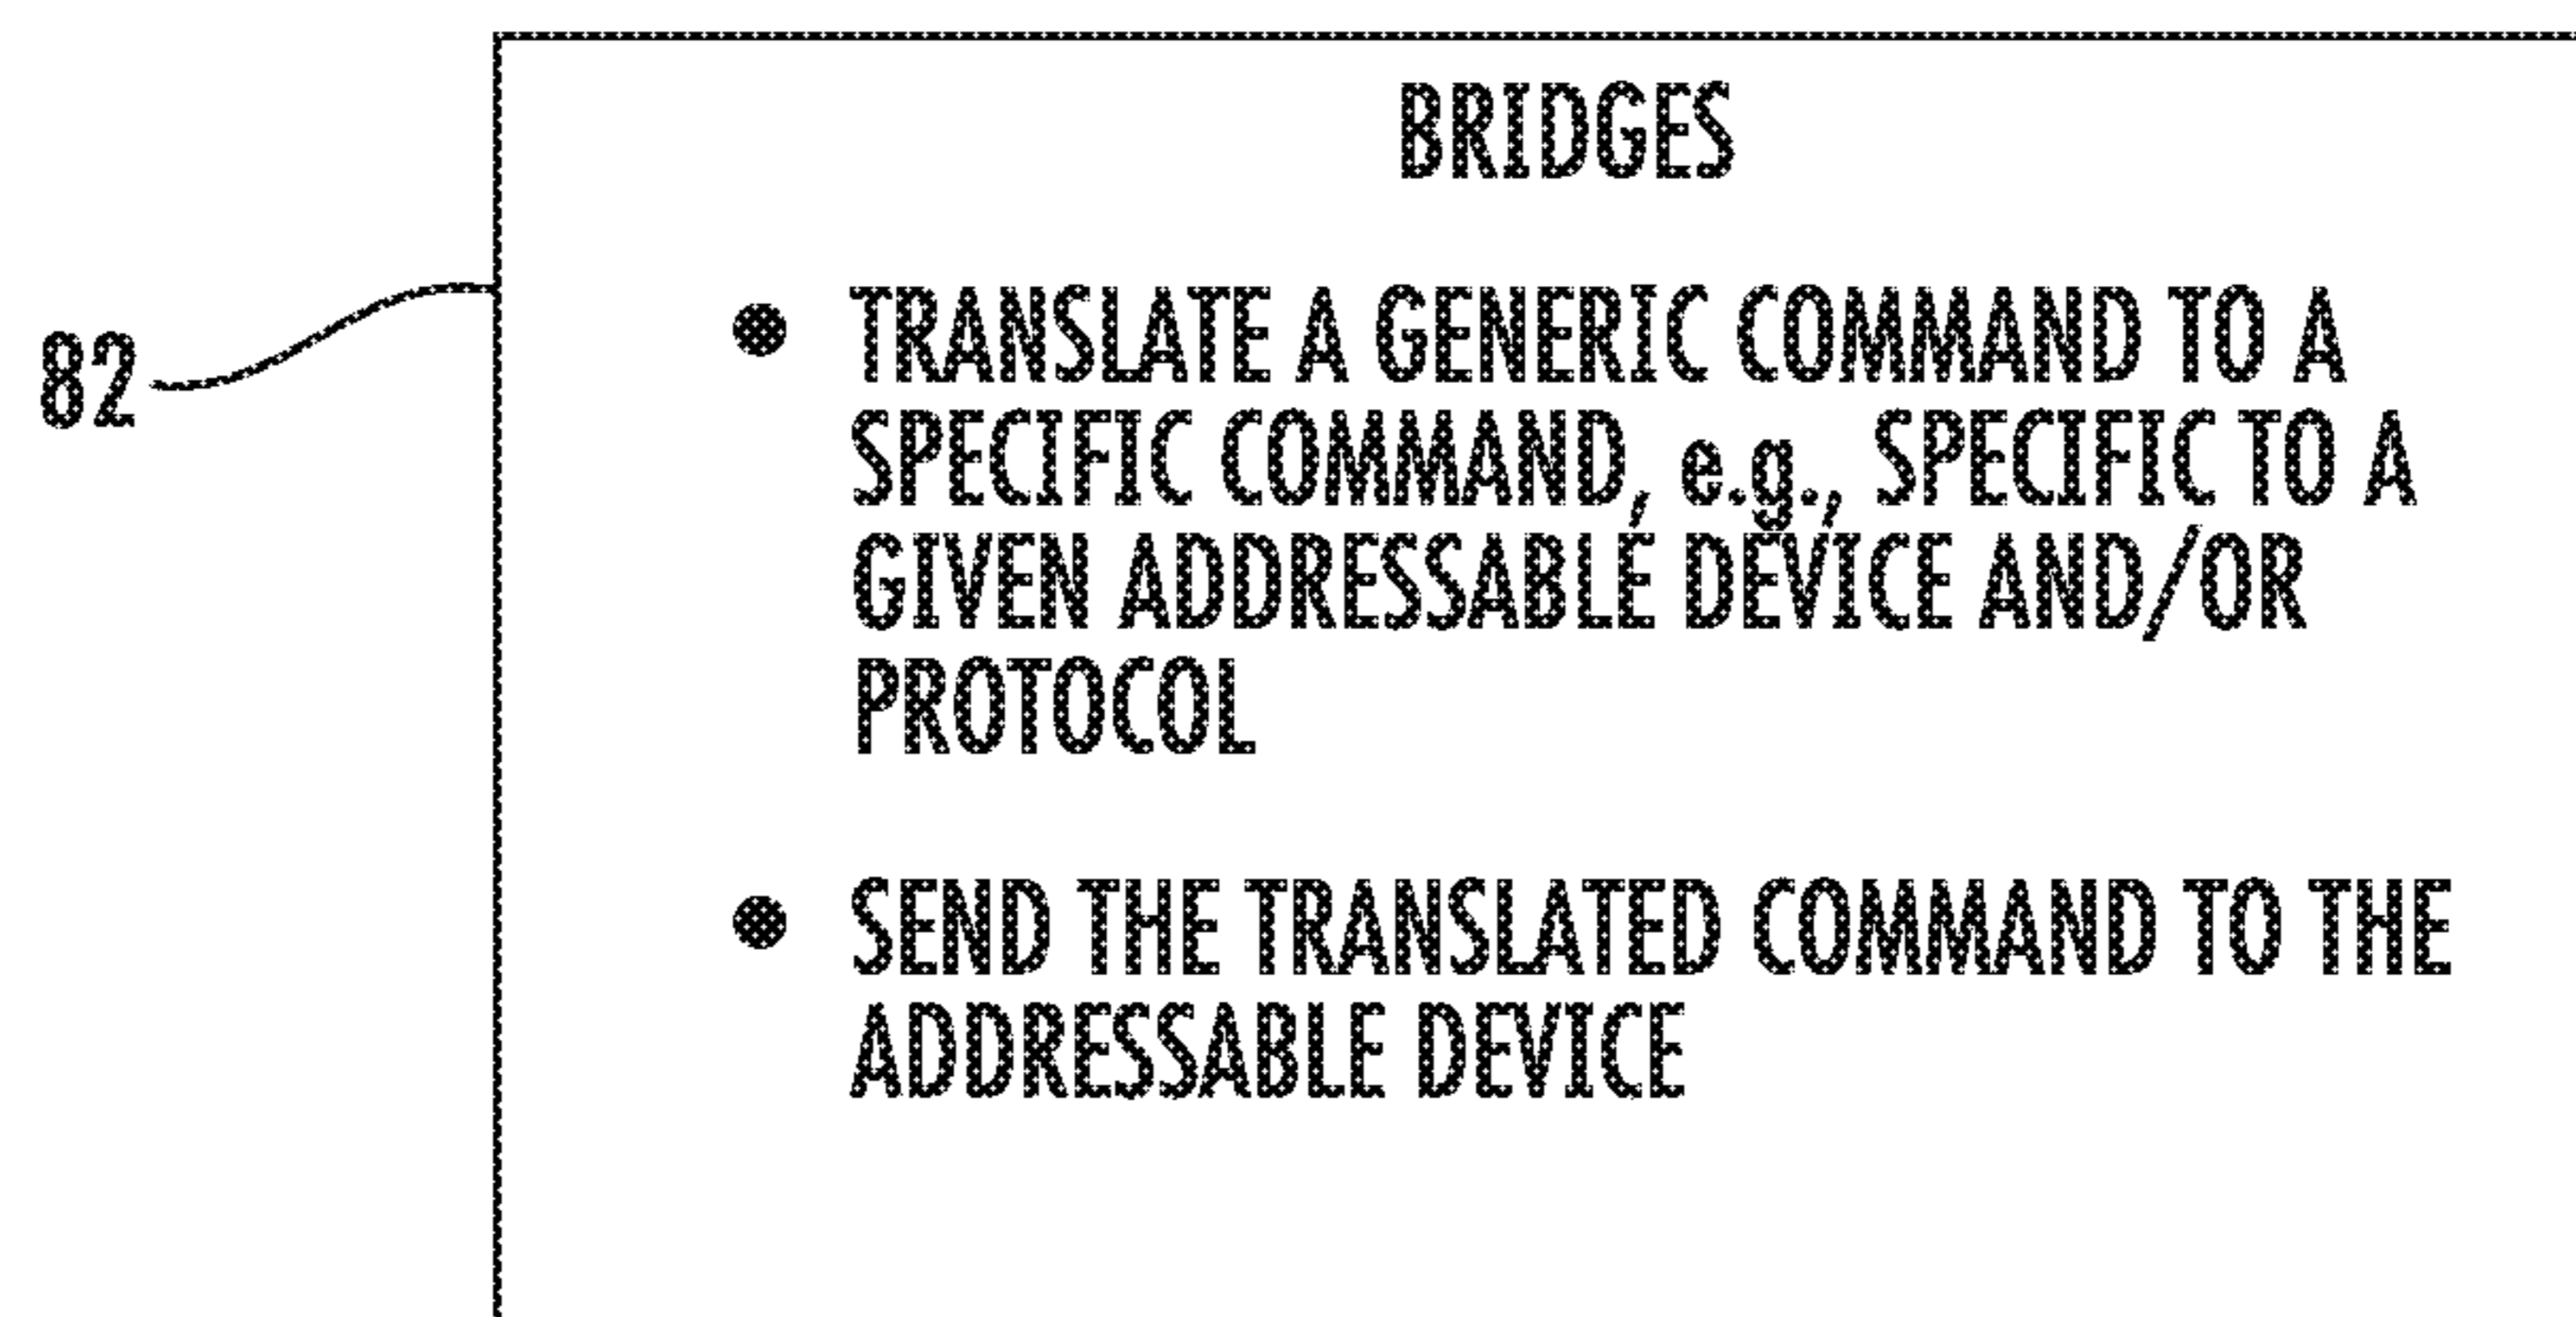 BRIDGES
82
● TRANSLATE A GENERIC COMMAND TO A
SPECIFIC COMMAND, e.g., SPECIFIC TO A
GIVEN ADDRESSABLE DEVICE AND/OR
PROTOCOL
● SEND THE TRANSLATED COMMAND TO THE
ADDRESSABLE DEVICE